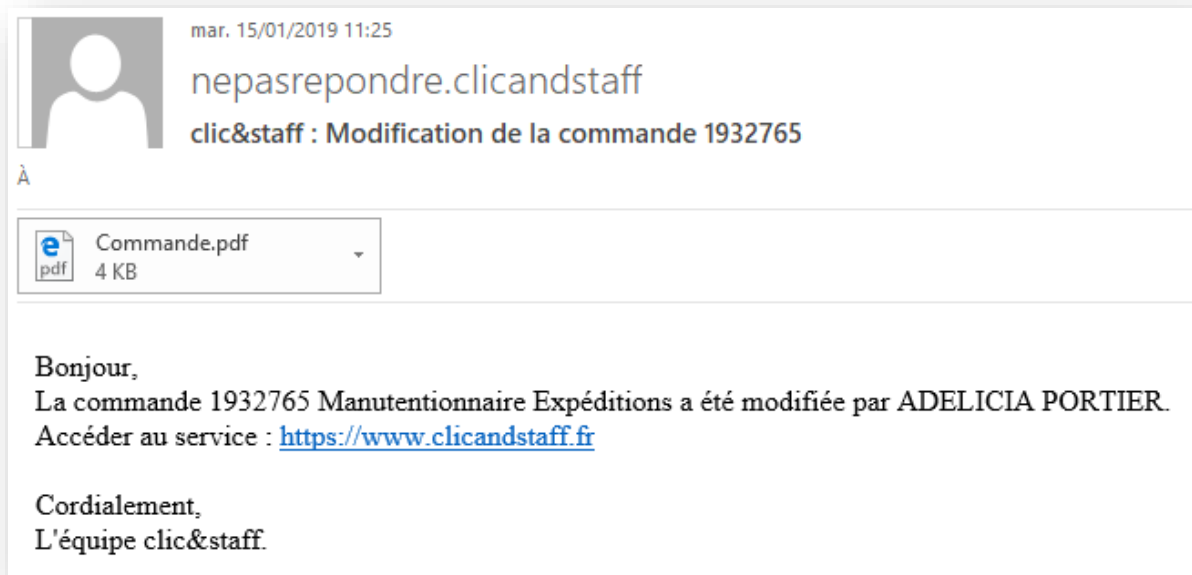 mar. 15/01/2019 11:25
nepasrepondre.clicandstaff
clic&staff : Modification de la commande 1932765
À
e pdf
Commande.pdf
4 KB
Bonjour,
La commande 1932765 Manutentionnaire Expéditions a été modifiée par ADELICIA PORTIER.
Accéder au service : https://www.clicandstaff.fr
Cordialement,
L'équipe clic&staff.